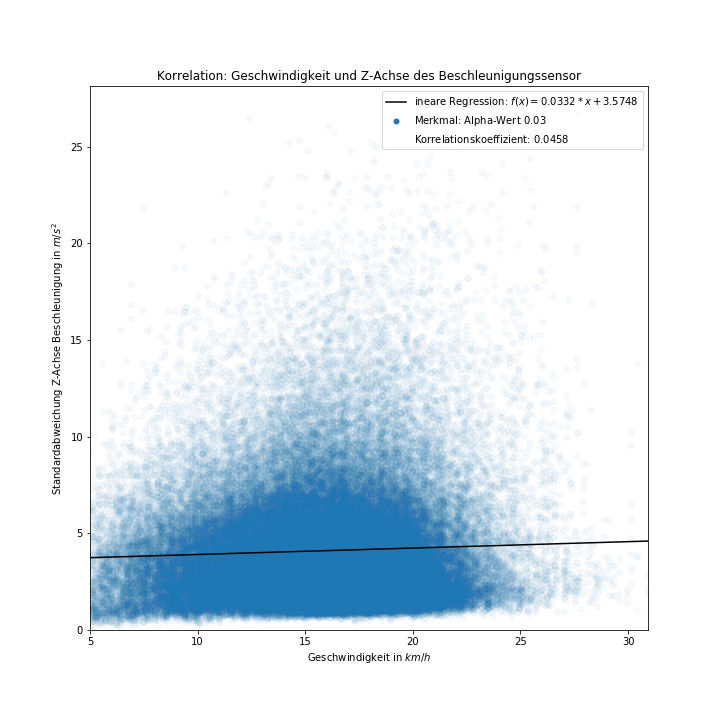 Korrelation: Geschwindigkeit und Z-Achse des Beschleunigungssensor
ineare Regression: f(x) = 0.0332 * x + 3.5748
Merkmal: Alpha-Wert 0.03
Korrelationskoeffizient: 0.0458
Standardabweichung Z-Achse Beschleunigung in m/s²
25
20
15
10
5
0
5 10 15 20 25 30
Geschwindigkeit in km/h